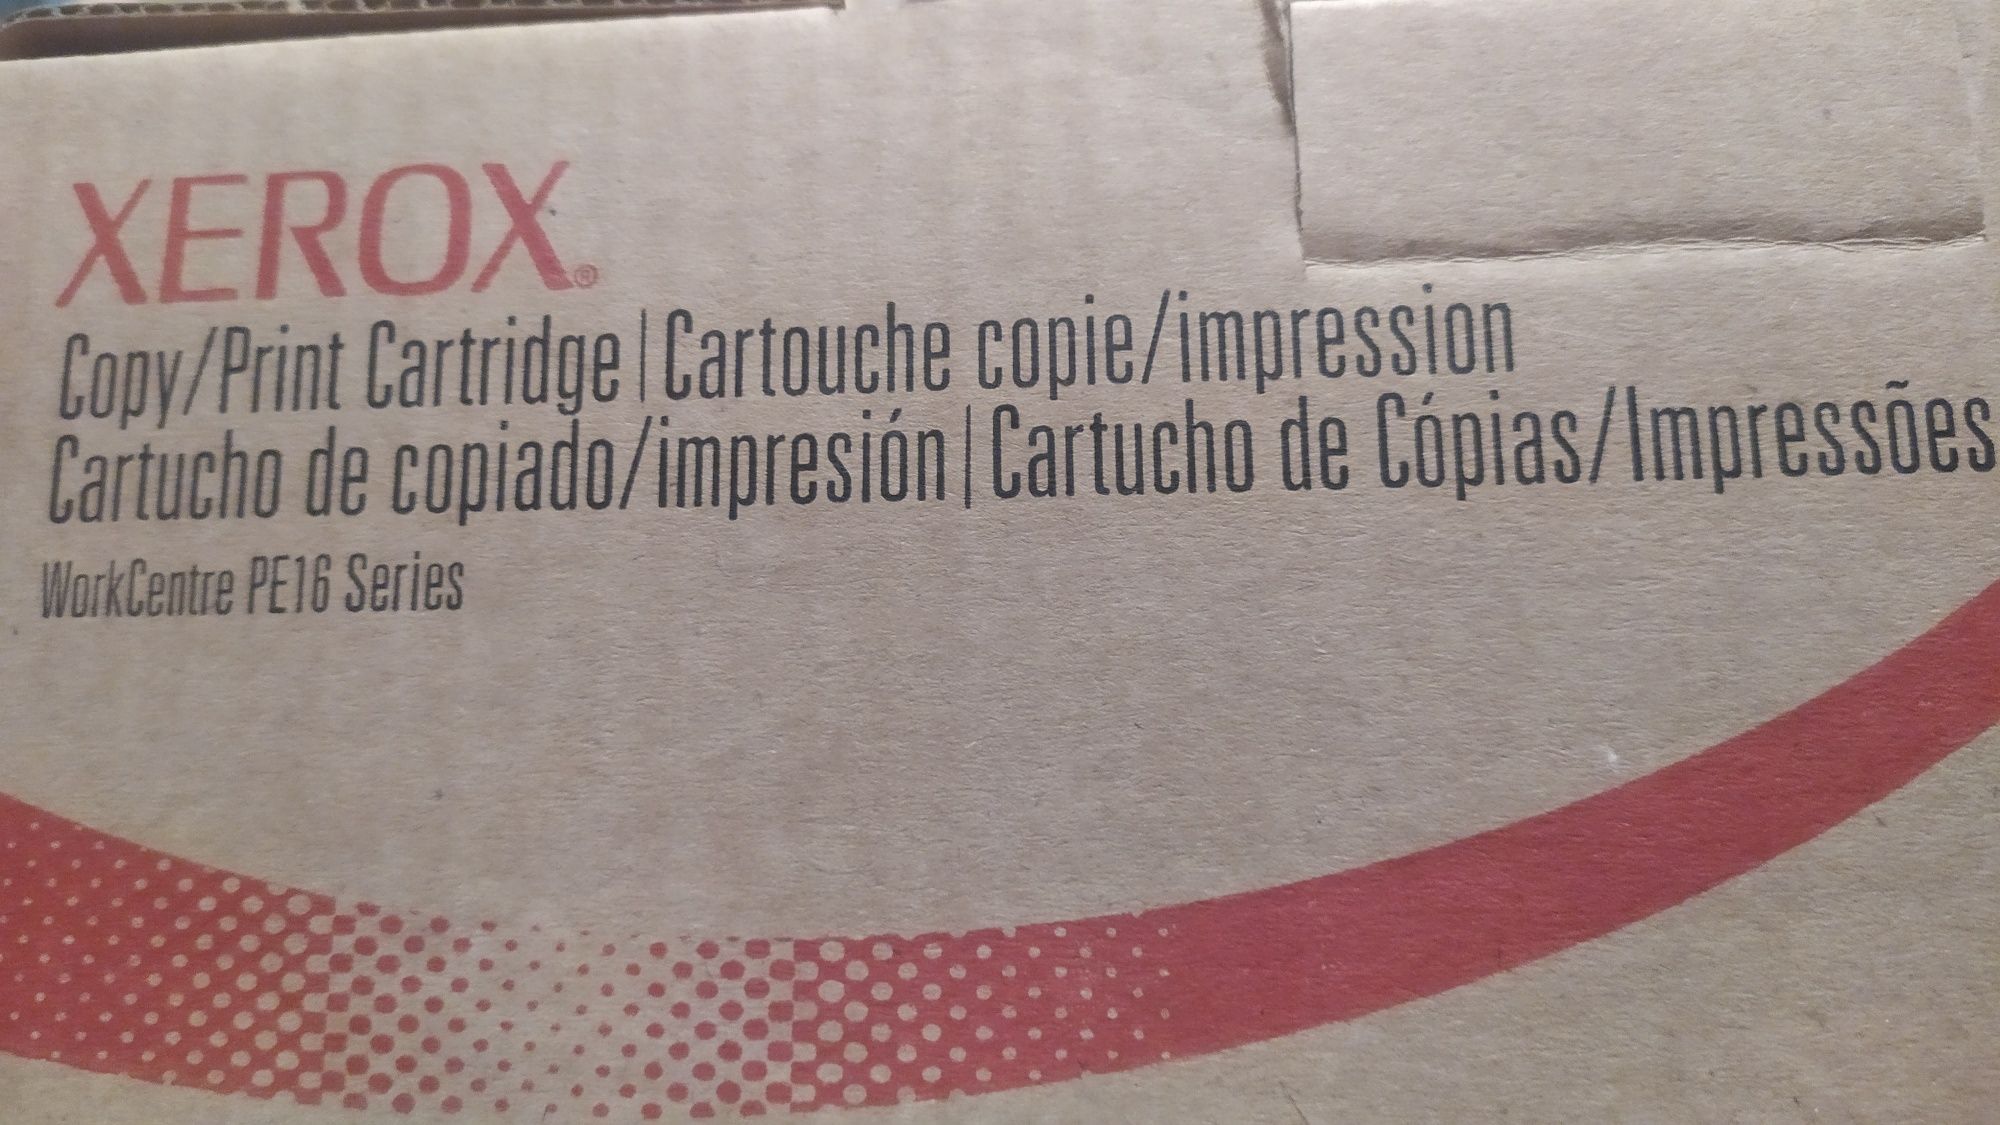 XEROX®
Copy/Print Cartridge | Cartouche copie/impression
Cartucho de copiado/impresión | Cartucho de Cópias/Impressões
WorkCentre PE16 Series